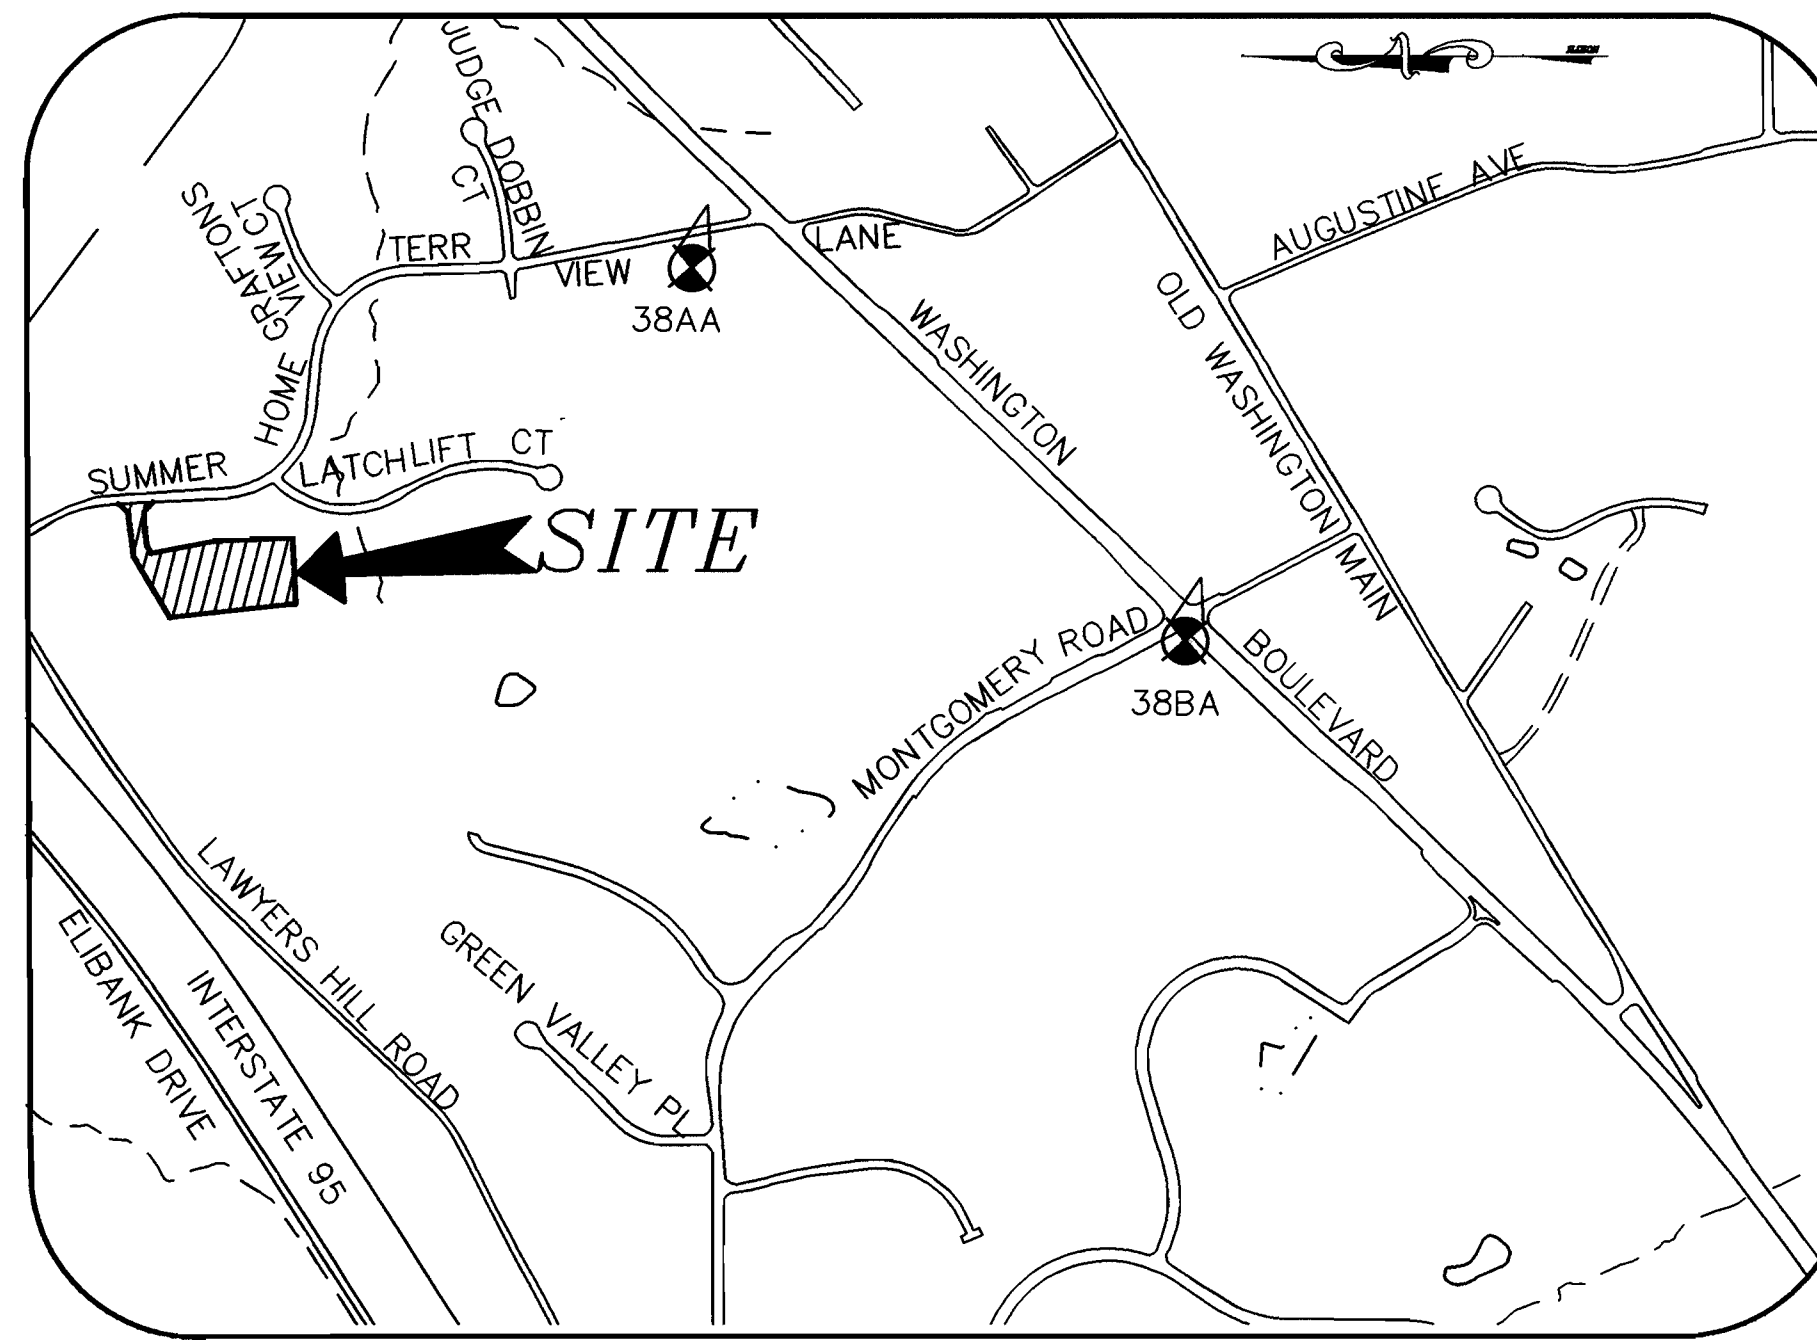 JUDGE DOBBIN
CT
GRAFTONS
VIEW CT
TERR
VIEW
LANE
38AA
AUGUSTINE AVE
WASHINGTON
OLD WASHINGTON
HOME
SUMMER
LATCHLIFT CT
SITE
MAIN
MONTGOMERY ROAD
38BA
BOULEVARD
LAWYERS HILL ROAD
GREEN VALLEY PL
ELIBANK DRIVE
INTERSTATE 95